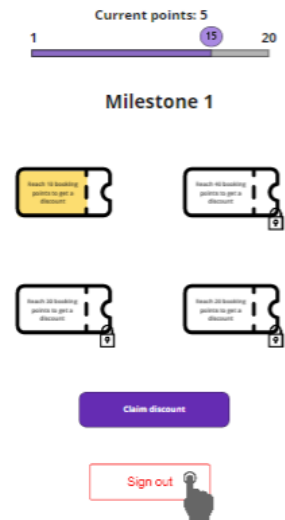 Current points: 5
1
15
20
Milestone 1
Reach 15 booking
points to get a
discount
Reach 45 booking
points to get a
discount
Reach 30 booking
points to get a
discount
Reach 20 booking
points to get a
discount
Claim discount
Sign out